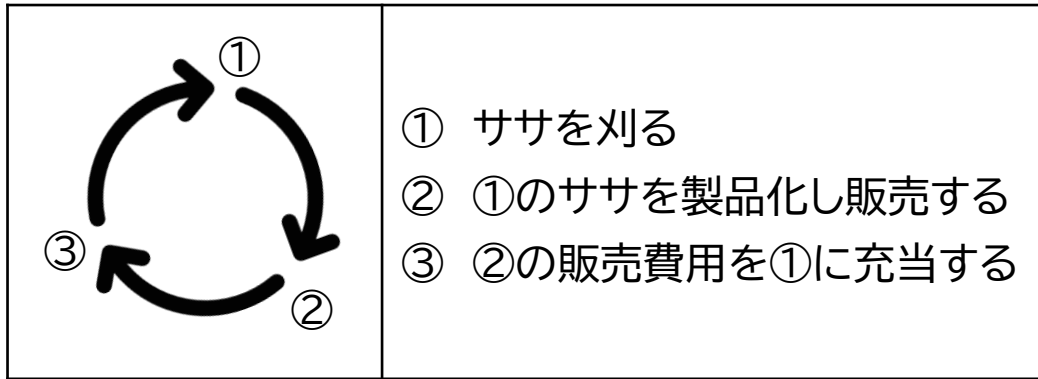 ①
②
③
① ササを刈る
② ①のササを製品化し販売する
③ ②の販売費用を①に充当する